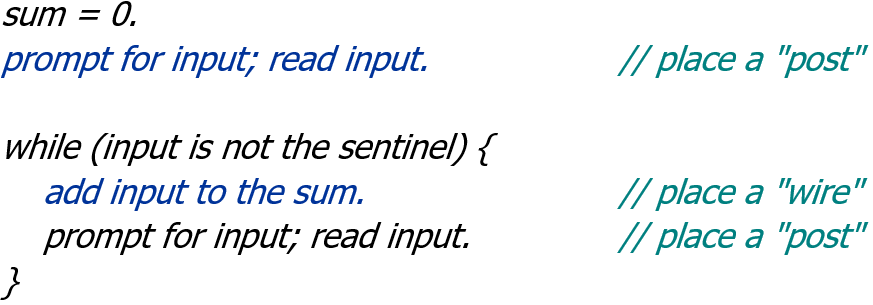 sum = 0.
prompt for input; read input. // place a "post"
while (input is not the sentinel) {
add input to the sum. // place a "wire"
prompt for input; read input. // place a "post"
}